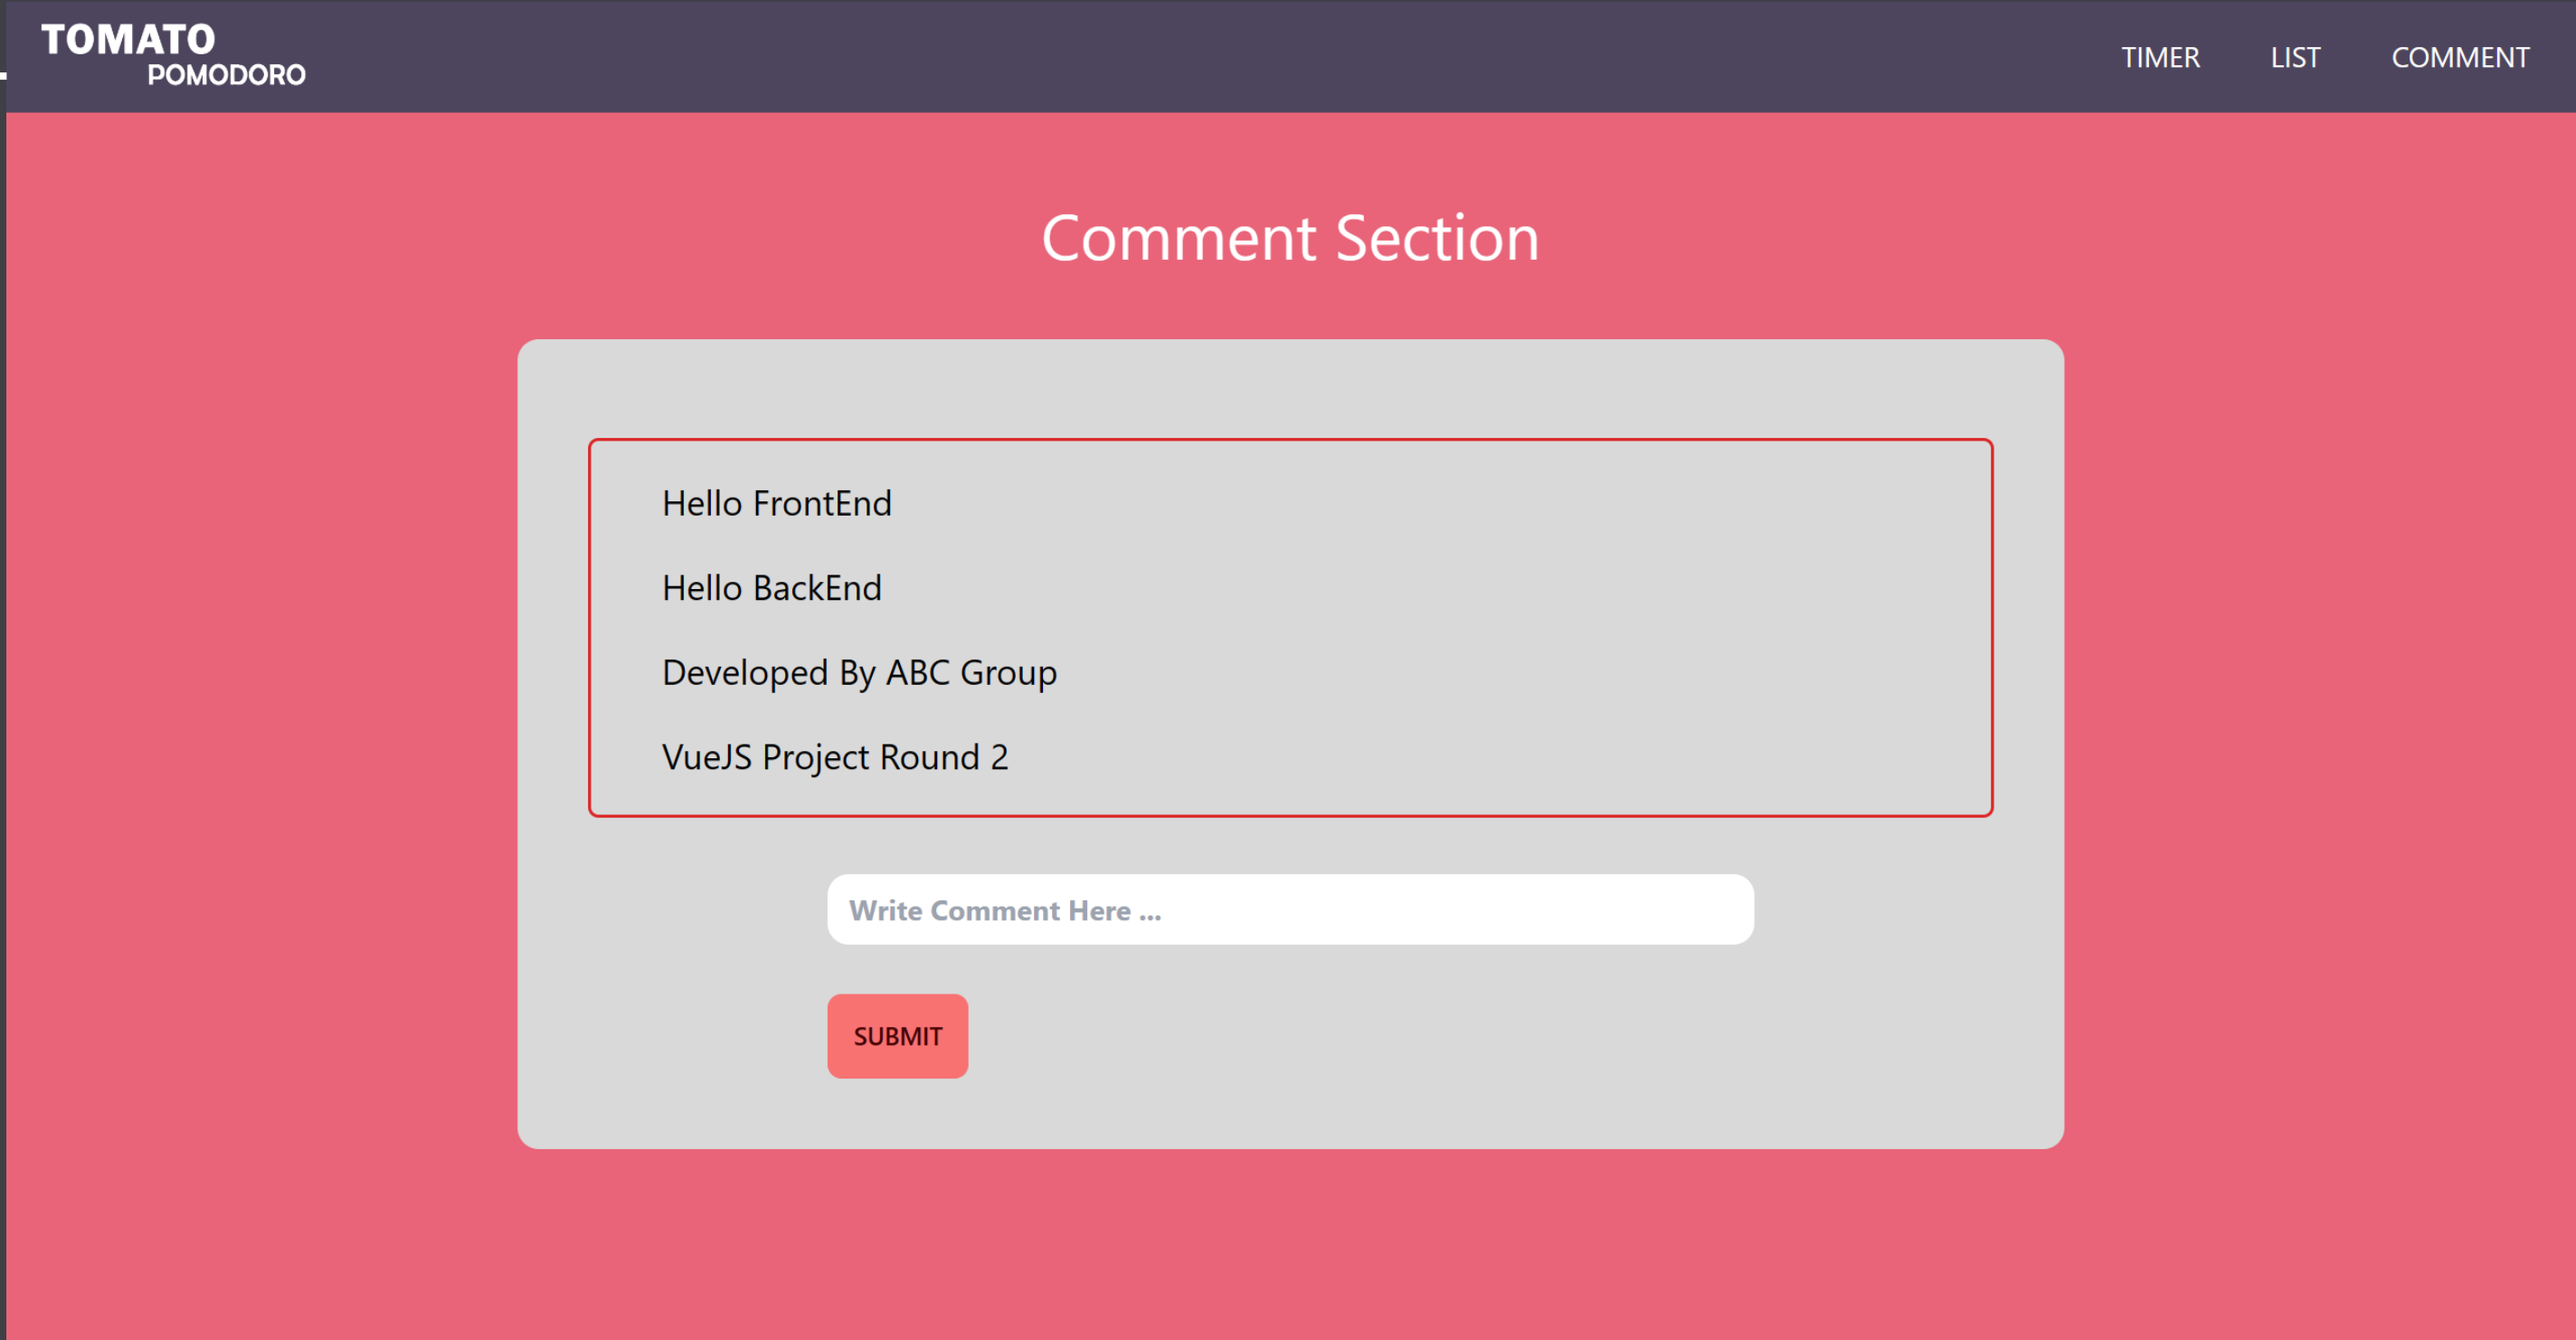 TOMATO
POMODORO
TIMER LIST COMMENT
Comment Section
Hello FrontEnd
Hello BackEnd
Developed By ABC Group
VueJS Project Round 2
Write Comment Here ...
SUBMIT